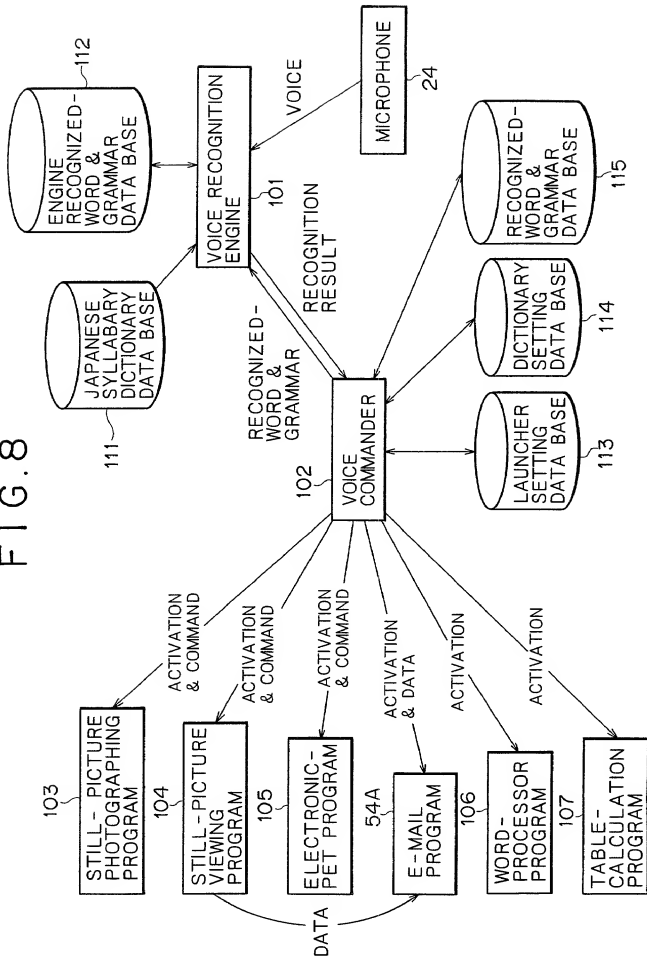 FIG.8
112
ENGINE
RECOGNIZED-
WORD &
GRAMMAR
DATA BASE
JAPANESE
SYLLABARY
DICTIONARY
DATA BASE
111
VOICE RECOGNITION
ENGINE
101
VOICE
MICROPHONE
24
RECOGNIZED-
WORD &
GRAMMAR
RECOGNITION
RESULT
102
VOICE
COMMANDER
LAUNCHER
SETTING
DATA BASE
113
DICTIONARY
SETTING
DATA BASE
114
RECOGNIZED-
WORD &
GRAMMAR
DATA BASE
115
ACTIVATION
& COMMAND
ACTIVATION
& COMMAND
ACTIVATION
& COMMAND
ACTIVATION
& DATA
ACTIVATION
ACTIVATION
103
STILL-PICTURE
PHOTOGRAPHING
PROGRAM
104
STILL-PICTURE
VIEWING
PROGRAM
105
ELECTRONIC-
PET PROGRAM
54A
E-MAIL
PROGRAM
106
WORD-
PROCESSOR
PROGRAM
107
TABLE-
CALCULATION
PROGRAM
DATA